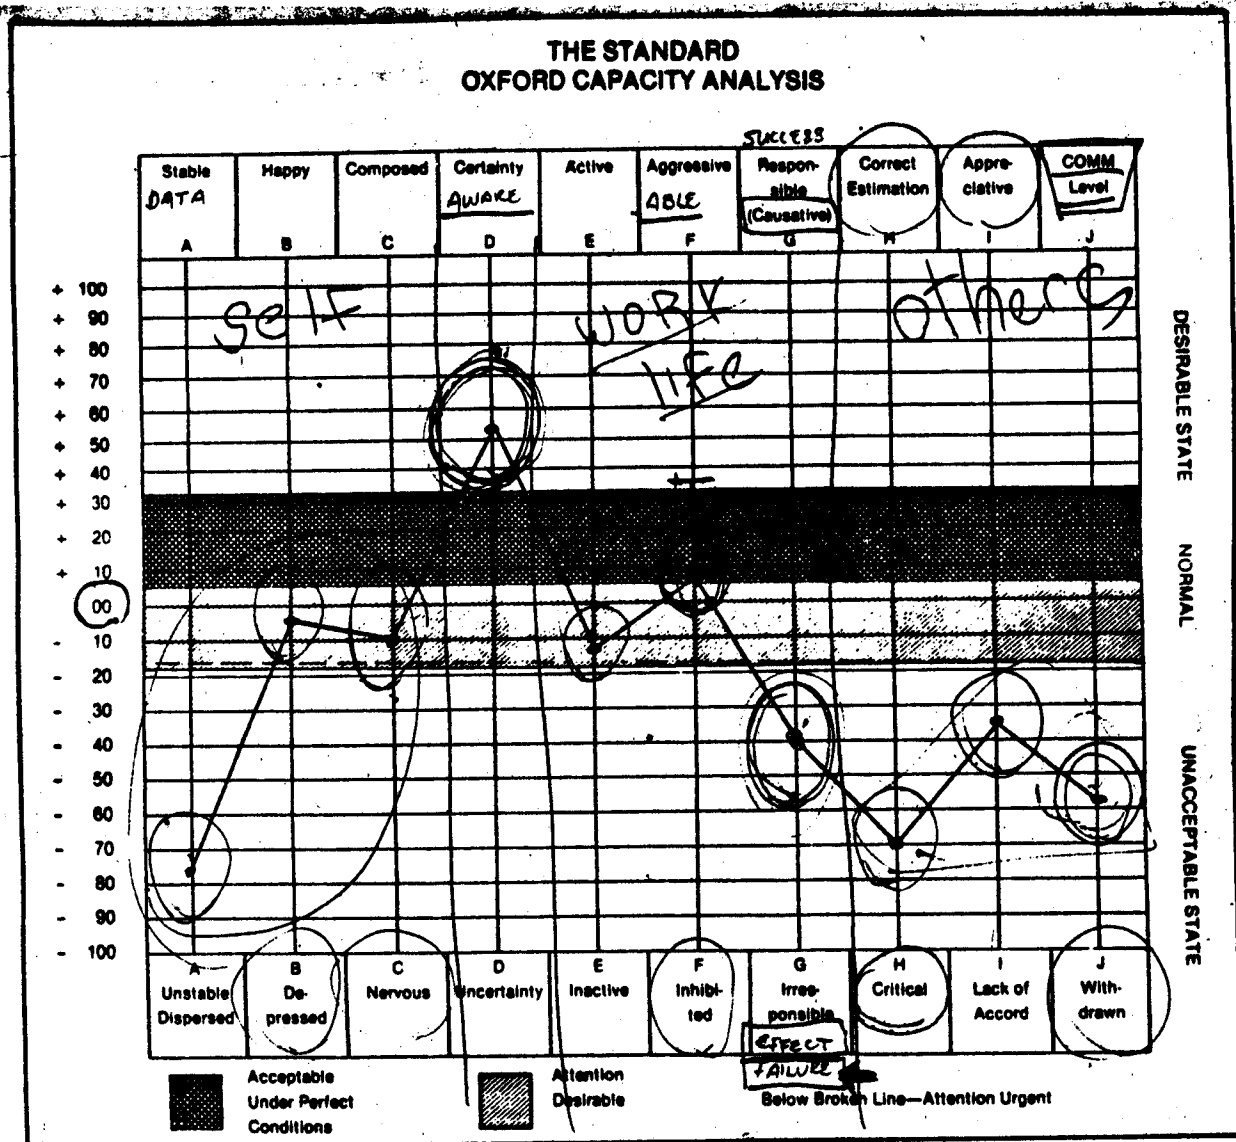 THE STANDARD
OXFORD CAPACITY ANALYSIS
SUCCESS
Stable Happy Composed Certainty Active Aggressive Respon- Correct Appre- COMM
DATA AWARE ABLE sible Estimation ciative Level
(Causative)
A B C D E F G H I J
+ 100
+ 90
+ 80
+ 70
+ 60
+ 50
+ 40
+ 30
+ 20
+ 10
00
- 10
- 20
- 30
- 40
- 50
- 60
- 70
- 80
- 90
- 100
self
WORK
life
others
DESIRABLE STATE
NORMAL
UNACCEPTABLE STATE
A B C D E F G H I J
Unstable De- Nervous Uncertainty Inactive Inhibi- Irres- Critical Lack of With-
Dispersed pressed ted ponsible Accord drawn
EFFECT
FAILURE
Acceptable
Under Perfect
Conditions
Attention
Desirable
Below Broken Line—Attention Urgent